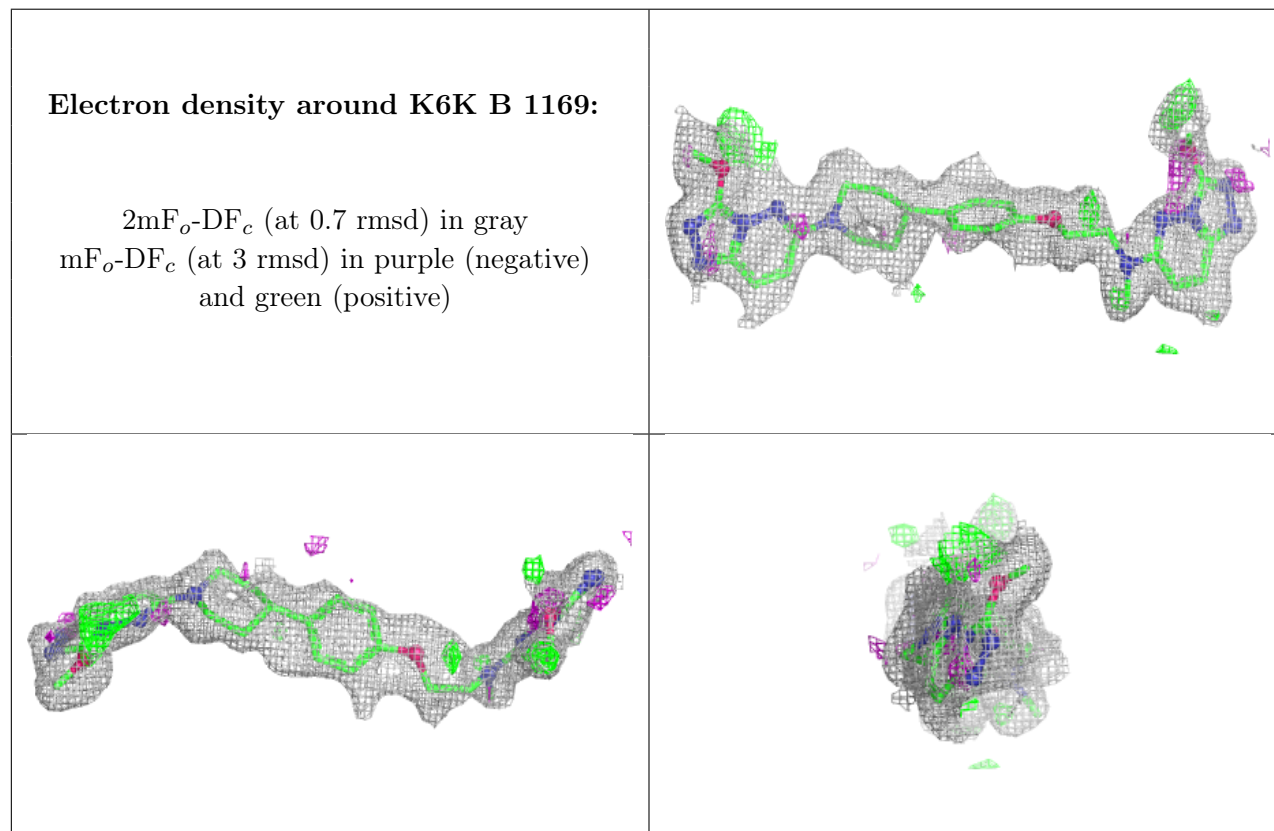 Electron density around K6K B 1169:
2mFo-DFc (at 0.7 rmsd) in gray
mFo-DFc (at 3 rmsd) in purple (negative)
and green (positive)